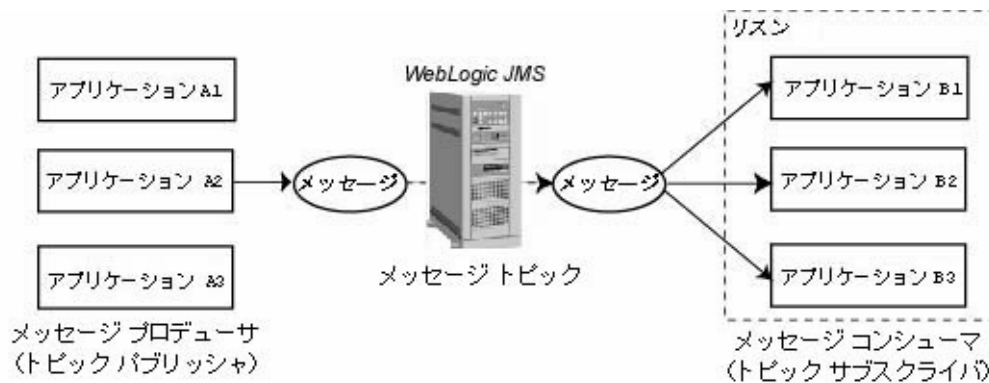 リスン
アプリケーション A1
WebLogic JMS
アプリケーション B1
アプリケーション A2
メッセージ
メッセージ
アプリケーション B2
アプリケーション A3
メッセージ トピック
アプリケーション B3
メッセージ プロデューサ
(トピック パブリッシャ)
メッセージ コンシューマ
(トピック サブスクライバ)